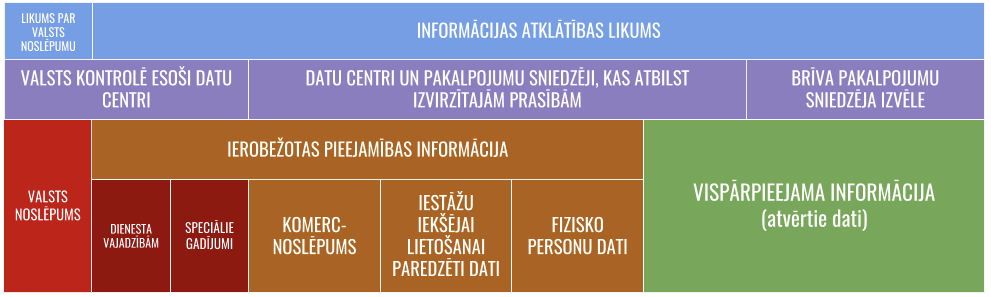 LIKUMS PAR
VALSTS
NOSLĒPUMU
INFORMĀCIJAS ATKLĀTĪBAS LIKUMS
VALSTS KONTROLĒ ESOŠI DATU
CENTRI
DATU CENTRI UN PAKALPOJUMU SNIEDZĒJI, KAS ATBILST
IZVIRZĪTAJĀM PRASĪBĀM
BRĪVA PAKALPOJUMU
SNIEDZĒJA IZVĒLE
VALSTS
NOSLĒPUMS
IEROBEŽOTAS PIEEJAMĪBAS INFORMĀCIJA
DIENESTA
VAJADZĪBĀM
SPECIĀLIE
GADĪJUMI
KOMERC-
NOSLĒPUMS
IESTĀŽU
IEKŠĒJAI
LIETOŠANAI
PAREDZĒTI DATI
FIZISKO
PERSONU DATI
VISPĀRPIEEJAMA INFORMĀCIJA
(atvērtie dati)